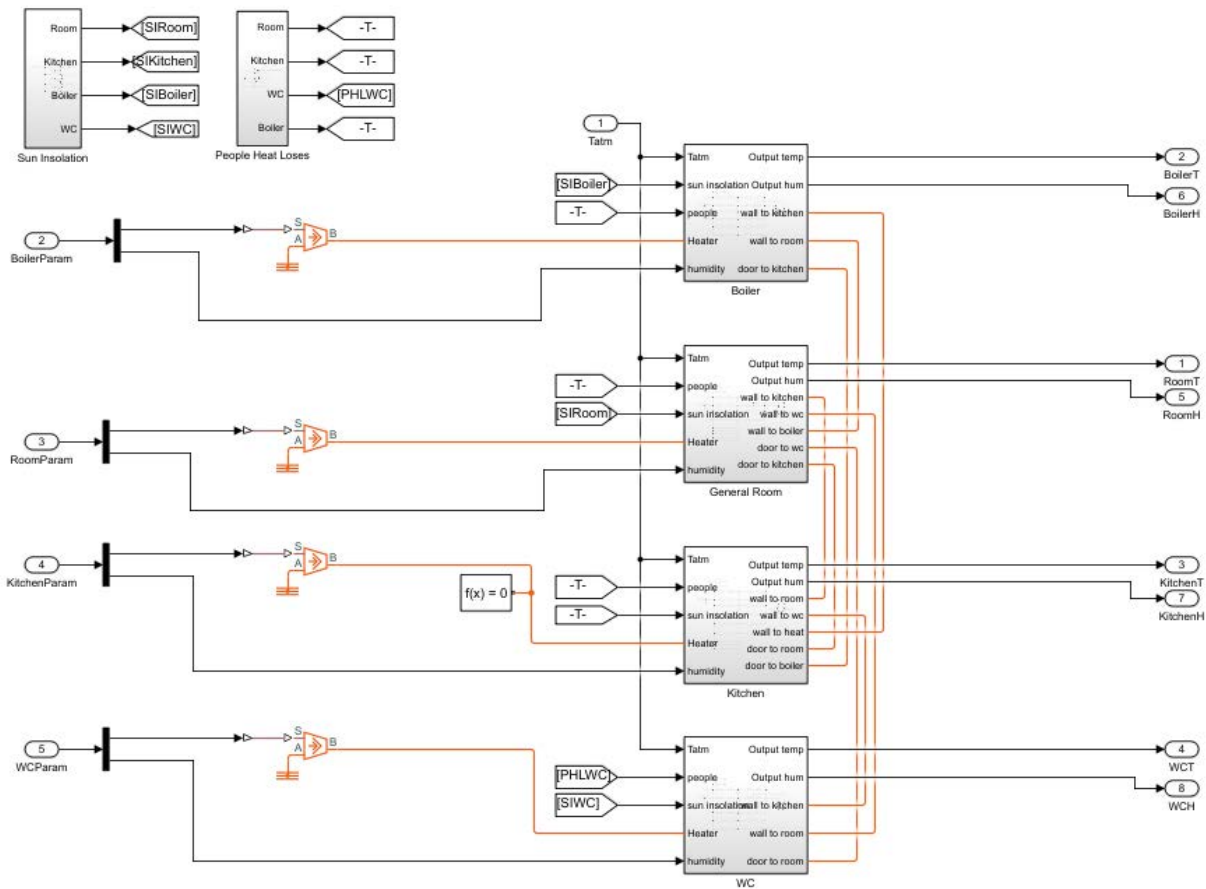 Room
[SIRoom]
Kitchen
[SIKitchen]
Boiler
[SIBoiler]
WC
[SIWC]
Sun Insolation
Room
-T-
Kitchen
-T-
WC
[PHLWC]
Boiler
-T-
People Heat Loses
1
Tatm
2
BoilerParam
S
A
B
[SIBoiler]
-T-
Tatm
sun insolation
people
Heater
humidity
Output temp
Output hum
wall to kitchen
wall to room
door to kitchen
Boiler
2
BoilerT
6
BoilerH
3
RoomParam
S
A
B
-T-
[SIRoom]
Tatm
people
sun insolation
Heater
humidity
Output temp
Output hum
wall to kitchen
wall to wc
wall to boiler
door to wc
door to kitchen
General Room
1
RoomT
5
RoomH
4
KitchenParam
S
A
B
f(x) = 0
-T-
-T-
Tatm
people
sun insolation
Heater
humidity
Output temp
Output hum
wall to room
wall to wc
wall to heat
door to room
door to boiler
Kitchen
3
KitchenT
7
KitchenH
5
WCParam
S
A
B
[PHLWC]
[SIWC]
Tatm
people
sun insolation
Heater
humidity
Output temp
Output hum
wall to kitchen
wall to room
door to room
WC
4
WCT
8
WCH